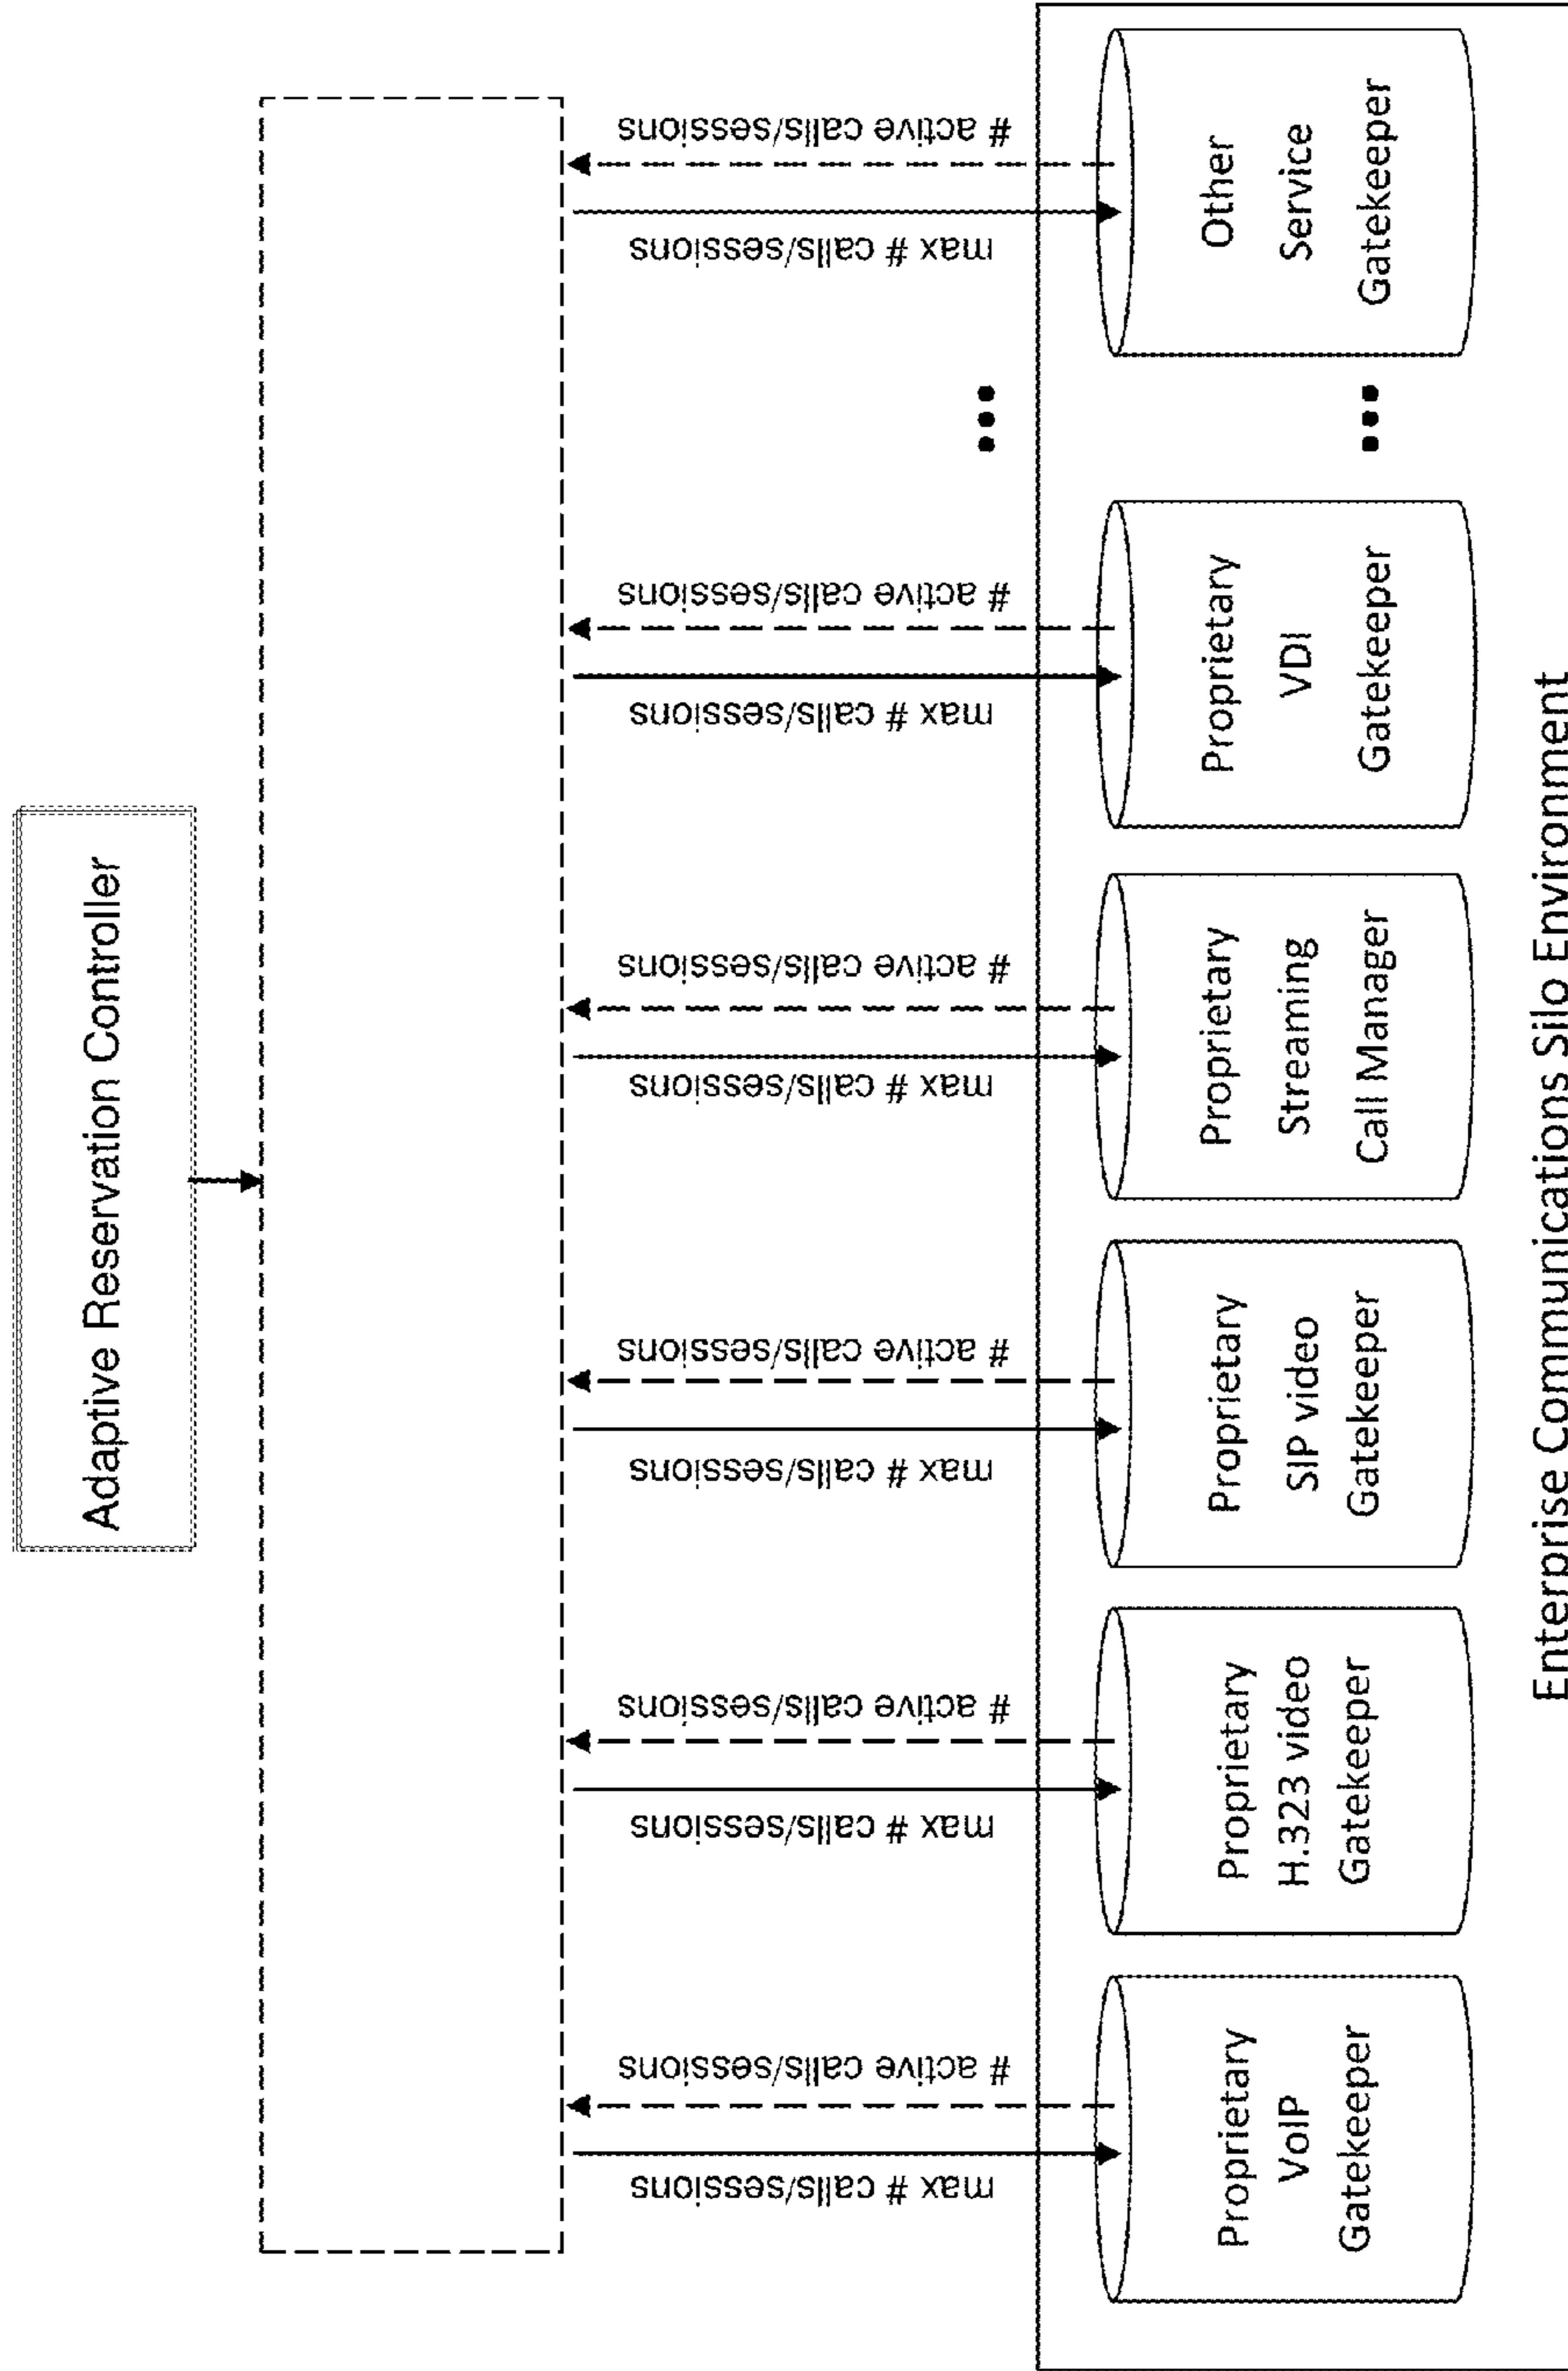 Adaptive Reservation Controller
max # calls/sessions
# active calls/sessions
max # calls/sessions
# active calls/sessions
max # calls/sessions
# active calls/sessions
max # calls/sessions
# active calls/sessions
max # calls/sessions
# active calls/sessions
max # calls/sessions
# active calls/sessions
•••
Proprietary
VoIP
Gatekeeper
Proprietary
H.323 video
Gatekeeper
Proprietary
SIP video
Gatekeeper
Proprietary
Streaming
Call Manager
Proprietary
VDI
Gatekeeper
•••
Other
Service
Gatekeeper
Enterprise Communications Silo Environment